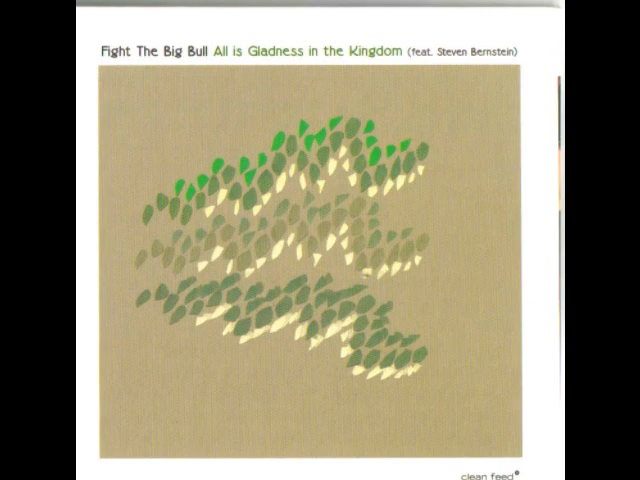 Fight The Big Bull All is Gladness in the Kingdom (feat. Steven Bernstein)
clean feed